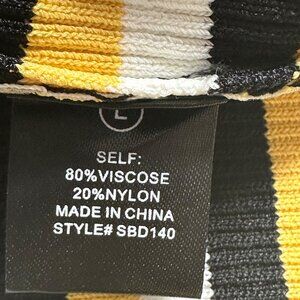 L
SELF:
80%VISCOSE
20%NYLON
MADE IN CHINA
STYLE# SBD140